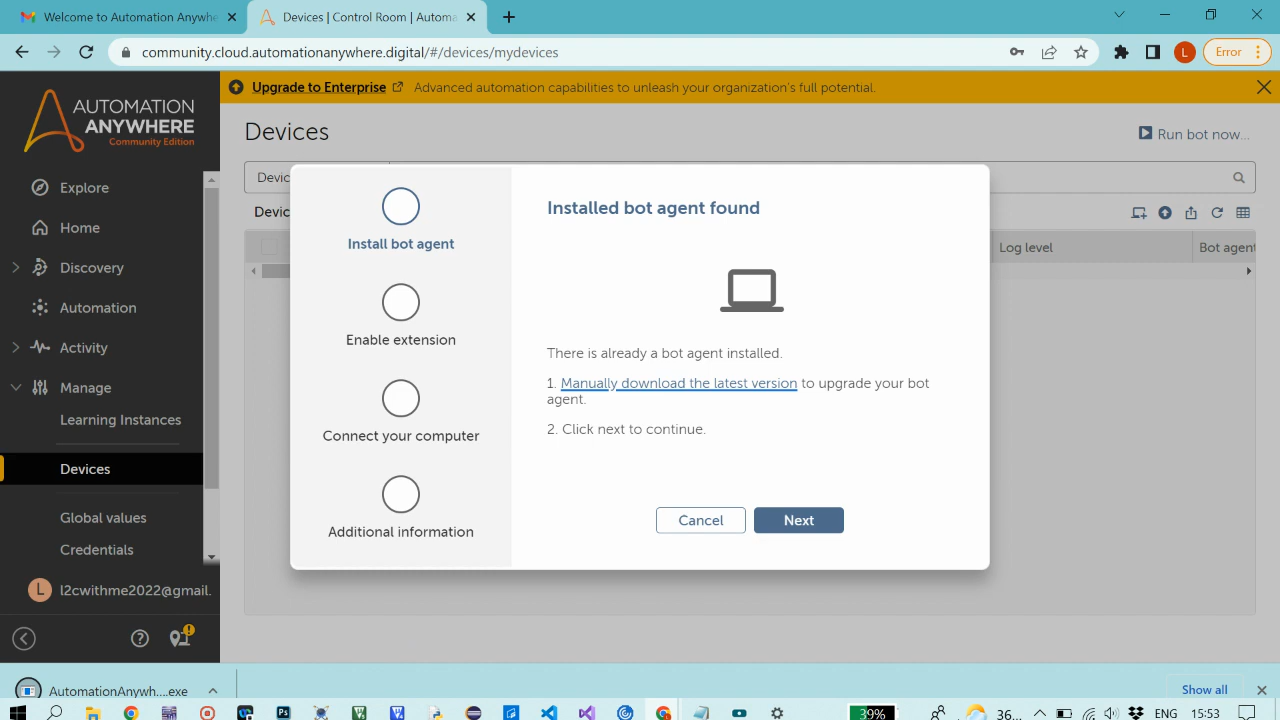 Welcome to Automation Anywhe
Devices | Control Room | Automa
community.cloud.automationanywhere.digital/#/devices/mydevices
L
Error
Upgrade to Enterprise
Advanced automation capabilities to unleash your organization's full potential.
AUTOMATION
ANYWHERE
Community Edition
Explore
Home
Discovery
Automation
Activity
Manage
Learning Instances
Devices
Global values
Credentials
L
l2cwithme2022@gmail.
Devices
Run bot now...
Devic
Devic
Log level
Bot agent
Install bot agent
Enable extension
Connect your computer
Additional information
Installed bot agent found
There is already a bot agent installed.
1. Manually download the latest version to upgrade your bot
agent.
2. Click next to continue.
Cancel
Next
AutomationAnywh....exe
Show all
39%
36...
ENG
15:53